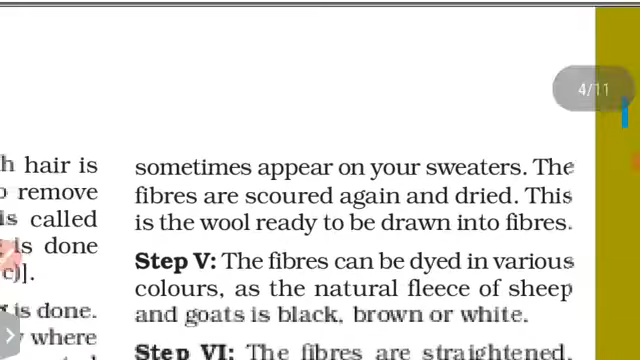 4/11
h hair is
o remove
is called
is done
c)].
g is done.
y where
sometimes appear on your sweaters. The
fibres are scoured again and dried. This
is the wool ready to be drawn into fibres.
Step V: The fibres can be dyed in various
colours, as the natural fleece of sheep
and goats is black, brown or white.
Step VI: The fibres are straightened,